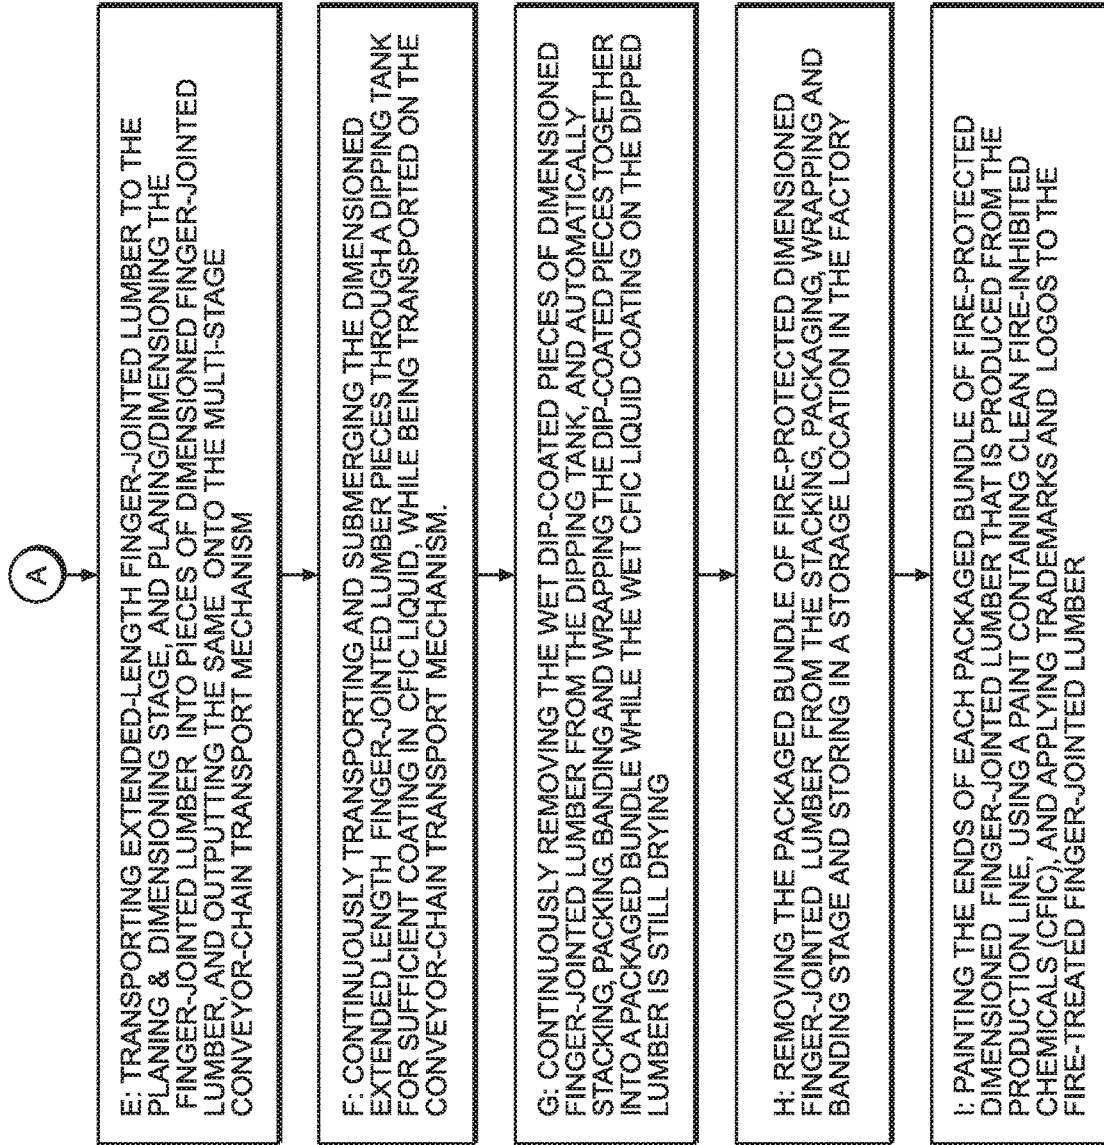 A
E: TRANSPORTING EXTENDED-LENGTH FINGER-JOINTED LUMBER TO THE
PLANING & DIMENSIONING STAGE, AND PLANING/DIMENSIONING THE
FINGER-JOINTED LUMBER INTO PIECES OF DIMENSIONED FINGER-JOINTED
LUMBER, AND OUTPUTTING THE SAME ONTO THE MULTI-STAGE
CONVEYOR-CHAIN TRANSPORT MECHANISM
F: CONTINUOUSLY TRANSPORTING AND SUBMERGING THE DIMENSIONED
EXTENDED LENGTH FINGER-JOINTED LUMBER PIECES THROUGH A DIPPING TANK
FOR SUFFICIENT COATING IN CFIC LIQUID, WHILE BEING TRANSPORTED ON THE
CONVEYOR-CHAIN TRANSPORT MECHANISM.
G: CONTINUOUSLY REMOVING THE WET DIP-COATED PIECES OF DIMENSIONED
FINGER-JOINTED LUMBER FROM THE DIPPING TANK, AND AUTOMATICALLY
STACKING, PACKING, BANDING AND WRAPPING THE DIP-COATED PIECES TOGETHER
INTO A PACKAGED BUNDLE WHILE THE WET CFIC LIQUID COATING ON THE DIPPED
LUMBER IS STILL DRYING
H: REMOVING THE PACKAGED BUNDLE OF FIRE-PROTECTED DIMENSIONED
FINGER-JOINTED LUMBER FROM THE STACKING, PACKAGING, WRAPPING AND
BANDING STAGE AND STORING IN A STORAGE LOCATION IN THE FACTORY
I: PAINTING THE ENDS OF EACH PACKAGED BUNDLE OF FIRE-PROTECTED
DIMENSIONED FINGER-JOINTED LUMBER THAT IS PRODUCED FROM THE
PRODUCTION LINE, USING A PAINT CONTAINING CLEAN FIRE-INHIBITED
CHEMICALS (CFIC), AND APPLYING TRADEMARKS AND LOGOS TO THE
FIRE-TREATED FINGER-JOINTED LUMBER